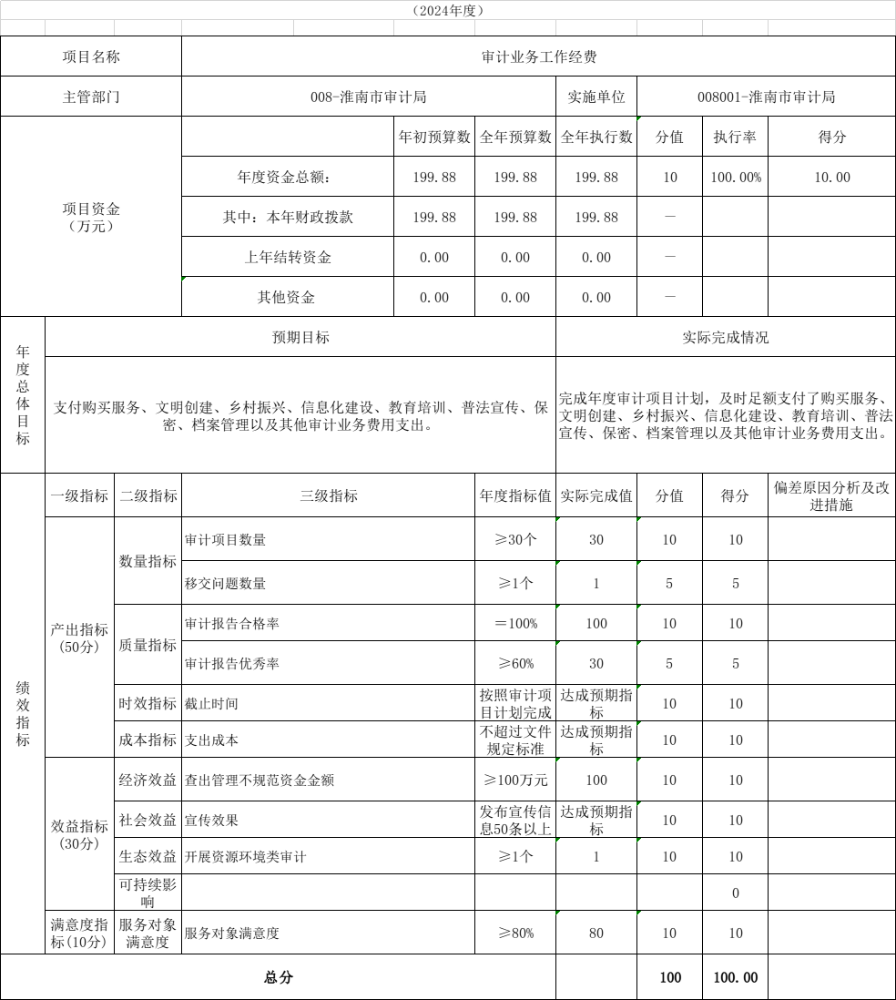 （2024年度）
项目名称 审计业务工作经费
主管部门 008-淮南市审计局 实施单位 008001-淮南市审计局
项目资金
（万元）
年初预算数 全年预算数 全年执行数 分值 执行率 得分
年度资金总额： 199.88 199.88 199.88 10 100.00% 10.00
其中：本年财政拨款 199.88 199.88 199.88 －
上年结转资金 0.00 0.00 0.00 －
其他资金 0.00 0.00 0.00 －
年
度
总
体
目
标
预期目标 实际完成情况
支付购买服务、文明创建、乡村振兴、信息化建设、教育培训、普法宣传、保
密、档案管理以及其他审计业务费用支出。
完成年度审计项目计划，及时足额支付了购买服务、
文明创建、乡村振兴、信息化建设、教育培训、普法
宣传、保密、档案管理以及其他审计业务费用支出。
绩
效
指
标
一级指标 二级指标 三级指标 年度指标值 实际完成值 分值 得分 偏差原因分析及改
进措施
产出指标
(50分)
数量指标
审计项目数量 ≥30个 30 10 10
移交问题数量 ≥1个 1 5 5
质量指标
审计报告合格率 ＝100% 100 10 10
审计报告优秀率 ≥60% 30 5 5
时效指标 截止时间 按照审计项
目计划完成
达成预期指
标
10 10
成本指标 支出成本 不超过文件
规定标准
达成预期指
标
10 10
效益指标
(30分)
经济效益 查出管理不规范资金金额 ≥100万元 100 10 10
社会效益 宣传效果 发布宣传信
息50条以上
达成预期指
标
10 10
生态效益 开展资源环境类审计 ≥1个 1 10 10
可持续影
响
0
满意度指
标(10分)
服务对象
满意度
服务对象满意度 ≥80% 80 10 10
总分 100 100.00